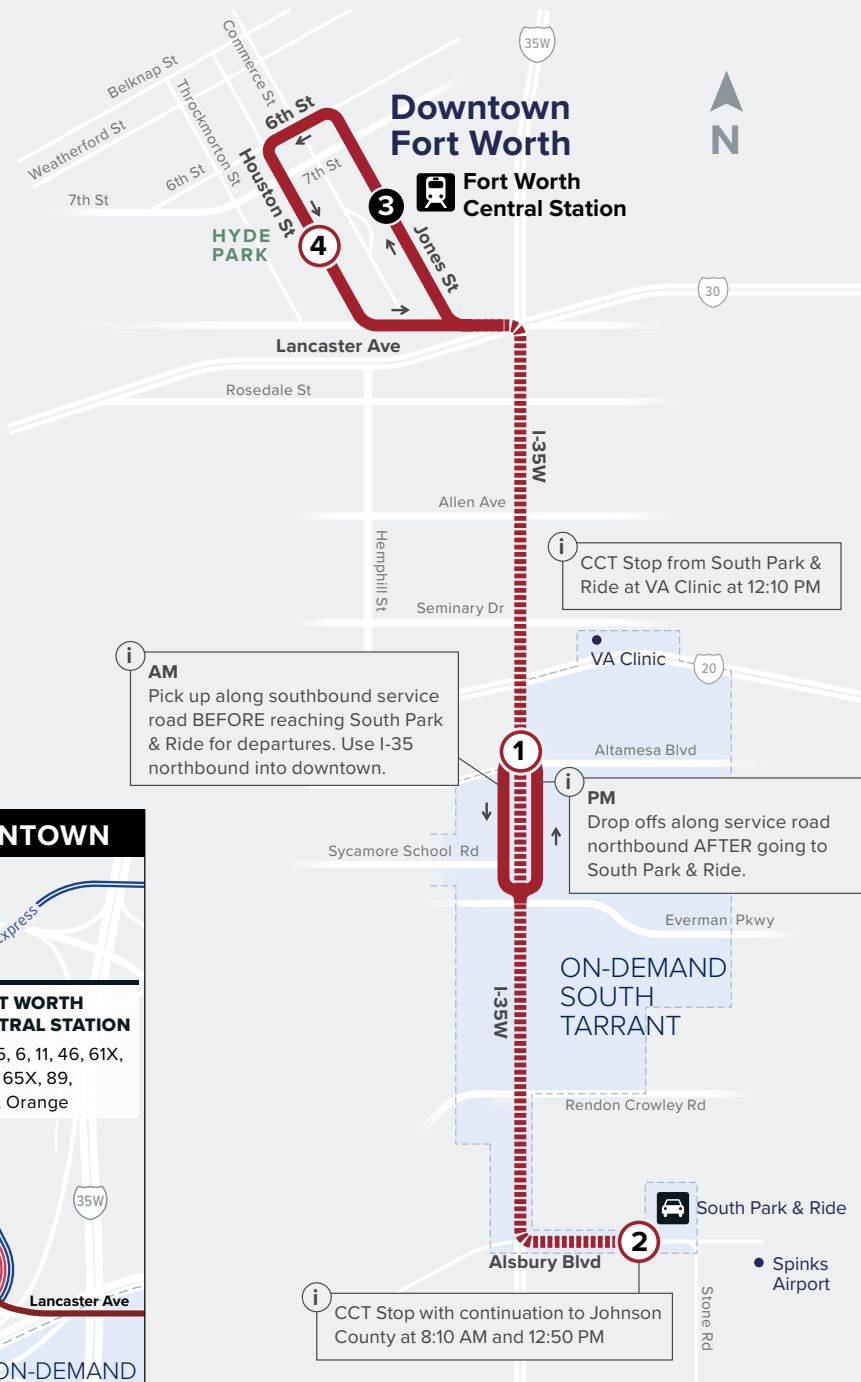 35W
Commerce St
Belknap St
Throckmorton St
Weatherford St
6th St
Downtown
Fort Worth
N
6th St
7th St
7th St
Houston St
3
Fort Worth
Central Station
HYDE
PARK
4
Jones St
30
Lancaster Ave
Rosedale St
I-35W
Allen Ave
Hemphill St
i
CCT Stop from South Park &
Ride at VA Clinic at 12:10 PM
Seminary Dr
VA Clinic
20
i
AM
Pick up along southbound service
road BEFORE reaching South Park
& Ride for departures. Use I-35
northbound into downtown.
1
Altamesa Blvd
i
PM
Drop offs along service road
northbound AFTER going to
South Park & Ride.
Sycamore School Rd
Everman Pkwy
ON-DEMAND
SOUTH
TARRANT
I-35W
Rendon Crowley Rd
South Park & Ride
2
Alsbury Blvd
Spinks
Airport
Stone Rd
i
CCT Stop with continuation to Johnson
County at 8:10 AM and 12:50 PM
NTOWN
xpress
T WORTH
TRAL STATION
5, 6, 11, 46, 61X,
65X, 89,
, Orange
35W
Lancaster Ave
ON-DEMAND